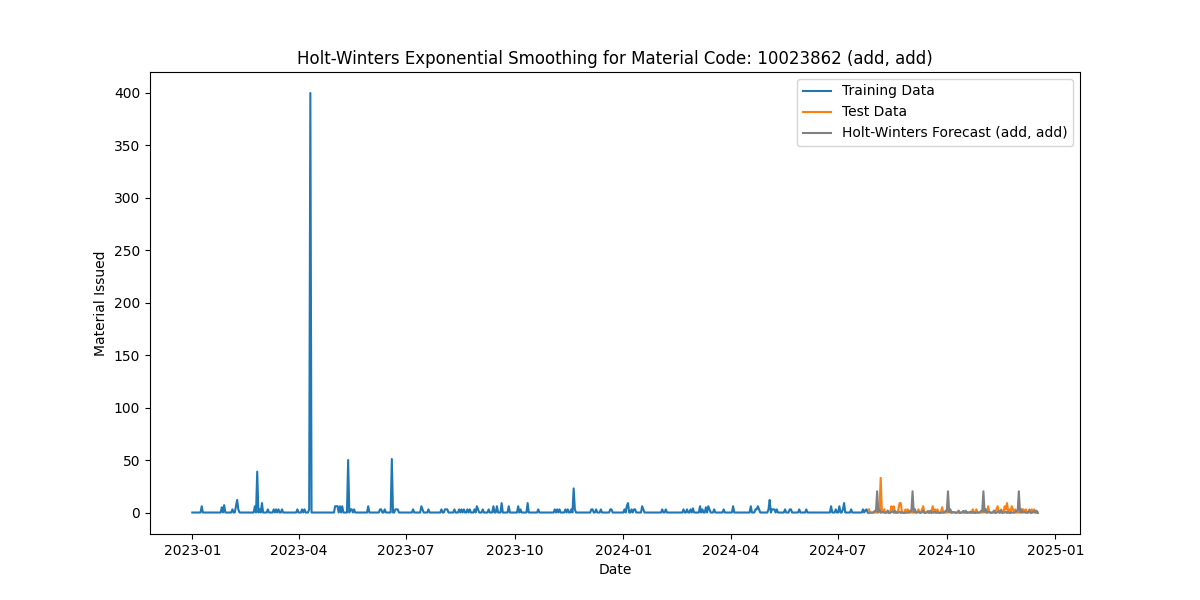 Holt-Winters Exponential Smoothing for Material Code: 10023862 (add, add)
Training Data
Test Data
Holt-Winters Forecast (add, add)
400
350
300
250
200
150
100
50
0
Material Issued
2023-01 2023-04 2023-07 2023-10 2024-01 2024-04 2024-07 2024-10 2025-01
Date